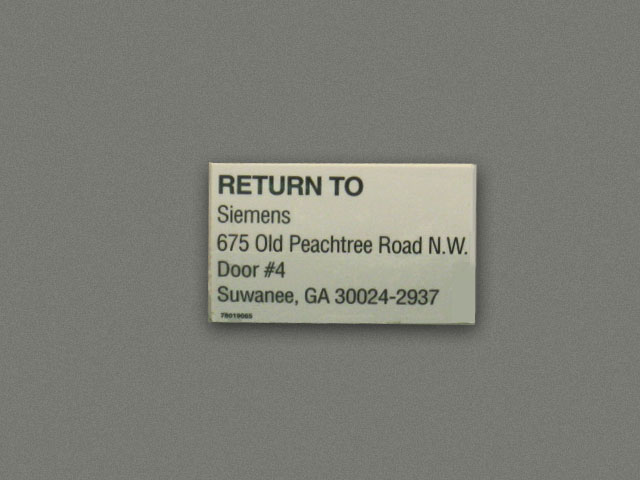 RETURN TO
Siemens
675 Old Peachtree Road N.W.
Door #4
Suwanee, GA 30024-2937